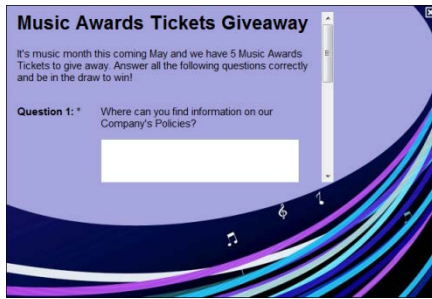 Music Awards Tickets Giveaway
It's music month this coming May and we have 5 Music Awards
Tickets to give away. Answer all the following questions correctly
and be in the draw to win!
Question 1: * Where can you find information on our
Company's Policies?